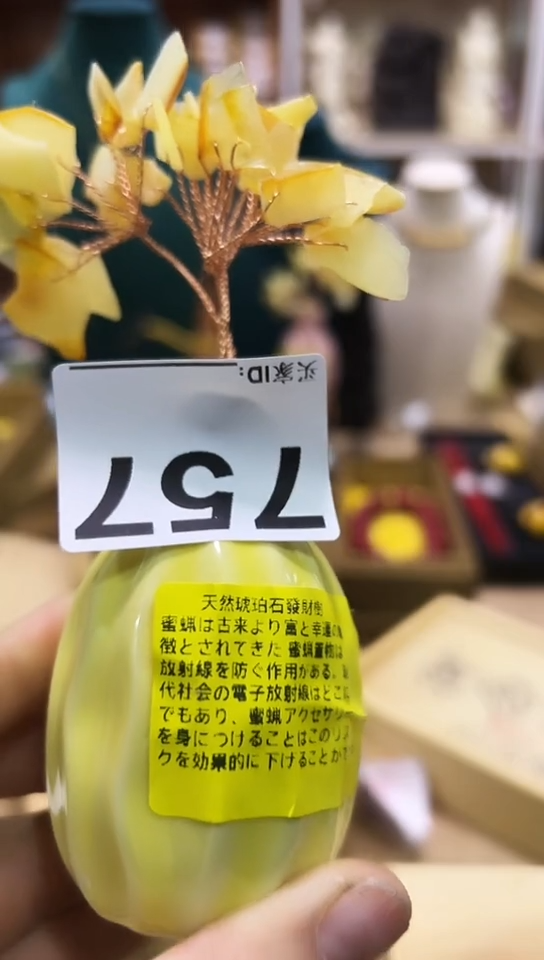 买家ID:
757
天然琥珀石發財樹
蜜蝋は古来より富と幸運の
徴とされてきた 蜜蝋置物は
放射線を防ぐ作用がある。
代社会の電子放射線はどこに
でもあり、蜜蝋アクセサリー
を身につけることはこのリス
クを効果的に下げることがで